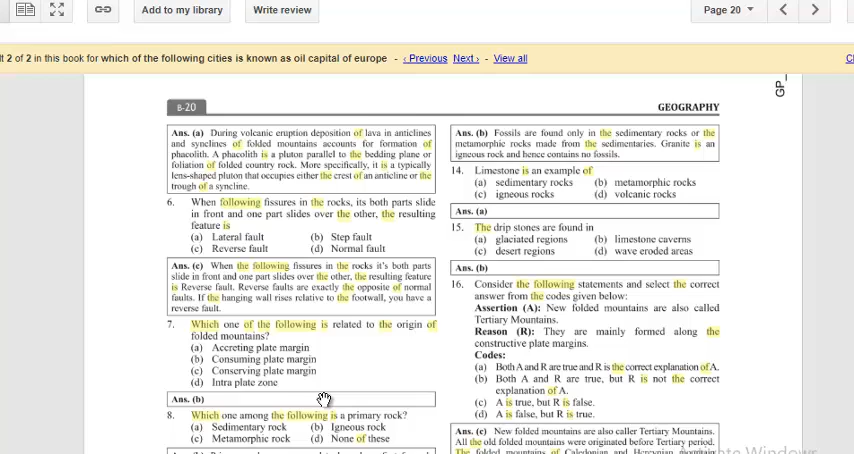 Add to my library
Write review
Page 20
lt 2 of 2 in this book for which of the following cities is known as oil capital of europe - ‹ Previous Next › - View all
B-20
GEOGRAPHY
GP_
Ans. (a) During volcanic eruption deposition of lava in anticlines
and synclines of folded mountains accounts for formation of
phacolith. A phacolith is a pluton parallel to the bedding plane or
foliation of folded country rock. More specifically, it is a typically
lens-shaped pluton that occupies either the crest of an anticline or the
trough of a syncline.
6. When following fissures in the rocks, its both parts slide
in front and one part slides over the other, the resulting
feature is
(a) Lateral fault (b) Step fault
(c) Reverse fault (d) Normal fault
Ans. (c) When the following fissures in the rocks it's both parts
slide in front and one part slides over the other, the resulting feature
is Reverse fault. Reverse faults are exactly the opposite of normal
faults. If the hanging wall rises relative to the footwall, you have a
reverse fault.
7. Which one of the following is related to the origin of
folded mountains?
(a) Accreting plate margin
(b) Consuming plate margin
(c) Conserving plate margin
(d) Intra plate zone
Ans. (b)
8. Which one among the following is a primary rock?
(a) Sedimentary rock (b) Igneous rock
(c) Metamorphic rock (d) None of these
Ans. (b) Fossils are found only in the sedimentary rocks or the
metamorphic rocks made from the sedimentaries. Granite is an
igneous rock and hence contains no fossils.
14. Limestone is an example of
(a) sedimentary rocks (b) metamorphic rocks
(c) igneous rocks (d) volcanic rocks
Ans. (a)
15. The drip stones are found in
(a) glaciated regions (b) limestone caverns
(c) desert regions (d) wave eroded areas
Ans. (b)
16. Consider the following statements and select the correct
answer from the codes given below:
Assertion (A): New folded mountains are also called
Tertiary Mountains.
Reason (R): They are mainly formed along the
constructive plate margins.
Codes:
(a) Both A and R are true and R is the correct explanation of A.
(b) Both A and R are true, but R is not the correct
explanation of A.
(c) A is true, but R is false.
(d) A is false, but R is true.
Ans. (c) New folded mountains are also called Tertiary Mountains.
All the old folded mountains were originated before Tertiary period.
The folded mountains of Caledonian and Hercynian mountain